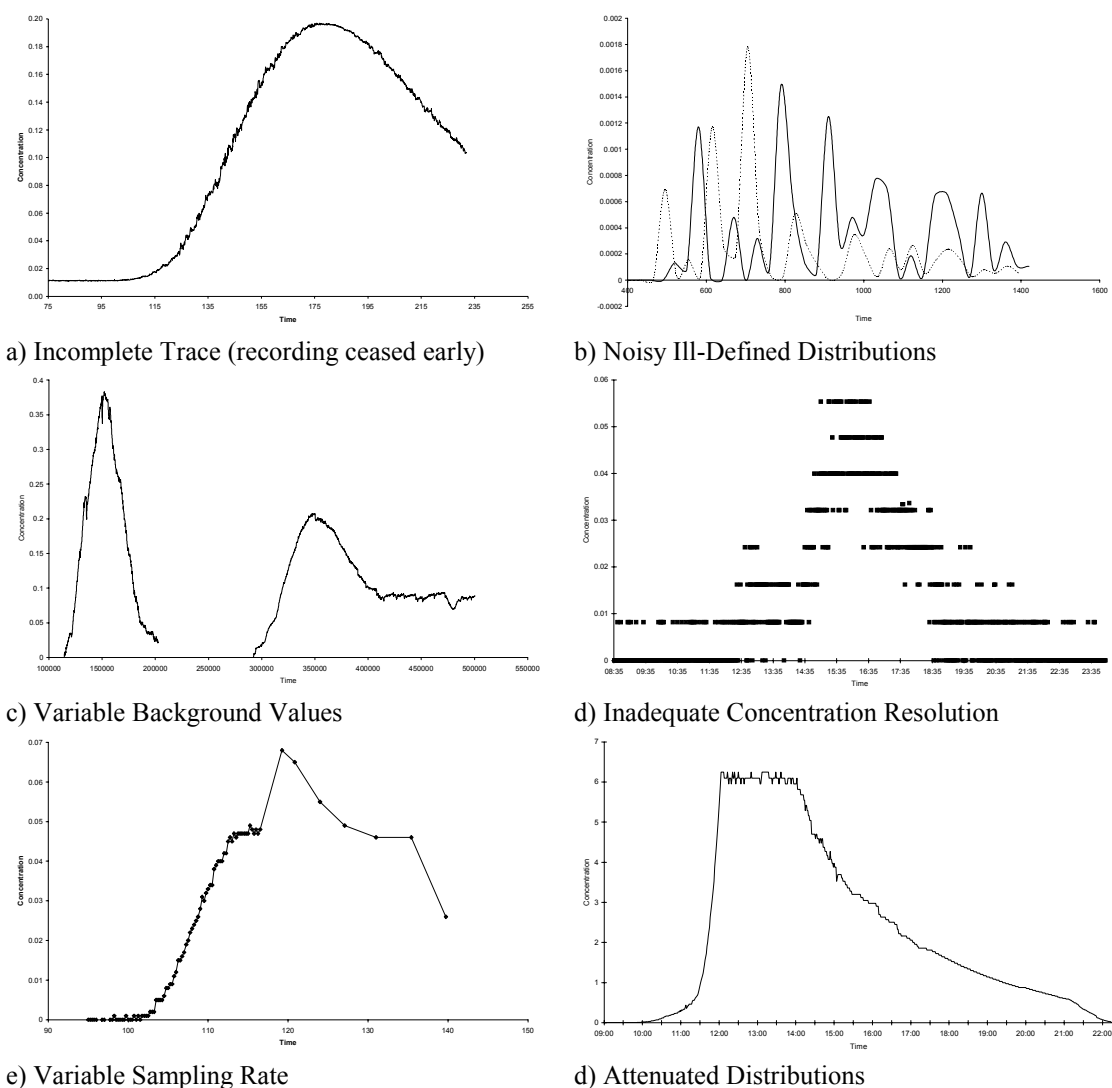 0.20
0.18
0.16
0.14
0.12
0.10
0.08
0.06
0.04
0.02
0.00
Concentration
75 95 115 135 155 175 195 215 235 255
Time
a) Incomplete Trace (recording ceased early)
0.002
0.0018
0.0016
0.0014
0.0012
0.001
0.0008
0.0006
0.0004
0.0002
0
-0.0002
Concentration
400 600 800 1000 1200 1400 1600
Time
b) Noisy Ill-Defined Distributions
0.4
0.35
0.3
0.25
0.2
0.15
0.1
0.05
0
Concentration
100000 150000 200000 250000 300000 350000 400000 450000 500000 550000
Time
c) Variable Background Values
0.06
0.05
0.04
0.03
0.02
0.01
0
Concentration
08:35 09:35 10:35 11:35 12:35 13:35 14:35 15:35 16:35 17:35 18:35 19:35 20:35 21:35 22:35 23:35
Time
d) Inadequate Concentration Resolution
0.07
0.06
0.05
0.04
0.03
0.02
0.01
0
Concentration
90 100 110 120 130 140 150
Time
e) Variable Sampling Rate
7
6
5
4
3
2
1
0
Concentration
09:00 10:00 11:00 12:00 13:00 14:00 15:00 16:00 17:00 18:00 19:00 20:00 21:00 22:00
Time
d) Attenuated Distributions